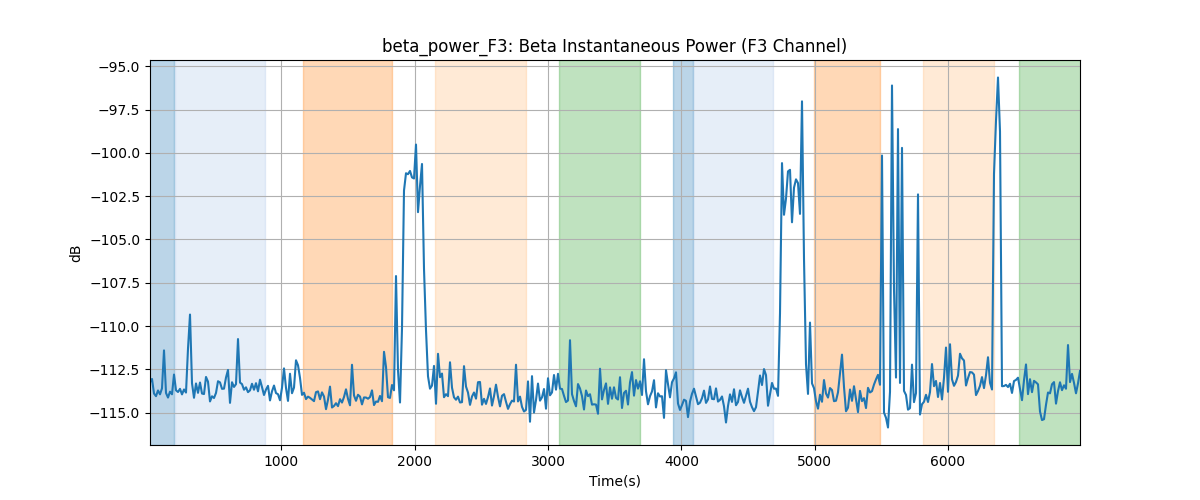 beta_power_F3: Beta Instantaneous Power (F3 Channel)
−95.0
−97.5
−100.0
−102.5
−105.0
−107.5
−110.0
−112.5
−115.0
dB
1000 2000 3000 4000 5000 6000
Time(s)